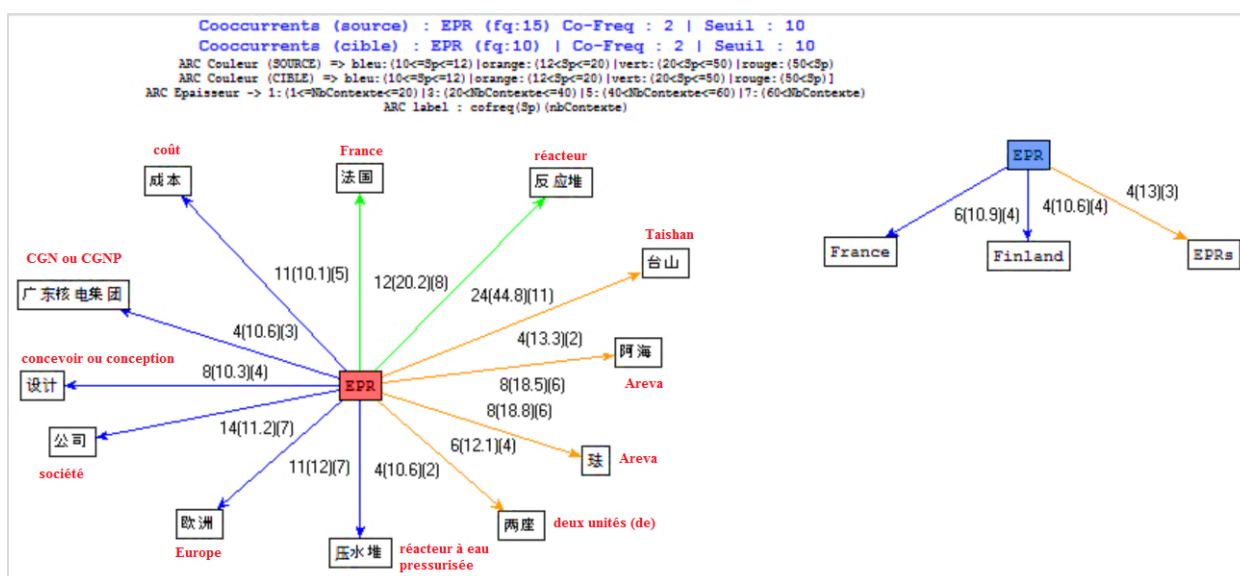 Cooccurrents (source) : EPR (fq:15) Co-Freq : 2 | Seuil : 10
Cooccurrents (cible) : EPR (fq:10) | Co-Freq : 2 | Seuil : 10
ARC Couleur (SOURCE) => bleu:(10<=Sp<=12)|orange:(12<Sp<=20)|vert:(20<Sp<=50)|rouge:(50<Sp)
ARC Couleur (CIBLE) => bleu:(10<=Sp<=12)|orange:(12<Sp<=20)|vert:(20<Sp<=50)|rouge:(50<Sp)]
ARC Epaisseur -> 1:(1<=NbContexte<=20)|3:(20<NbContexte<=40)|5:(40<NbContexte<=60)|7:(60<NbContexte)
ARC label : cofreq(Sp)(nbContexte)
coût
成本
France
法国
réacteur
反应堆
EPR
4(13)(3)
6(10.9)(4)
4(10.6)(4)
France
Finland
EPRs
Taishan
台山
CGN ou CGNP
广东核电集团
11(10.1)(5)
12(20.2)(8)
24(44.8)(11)
4(10.6)(3)
4(13.3)(2)
阿海
Areva
concevoir ou conception
设计
8(10.3)(4)
EPR
8(18.5)(6)
8(18.8)(6)
公司
société
14(11.2)(7)
6(12.1)(4)
珐
Areva
11(12)(7)
4(10.6)(2)
欧洲
Europe
压水堆
réacteur à eau
pressurisée
两座
deux unités (de)